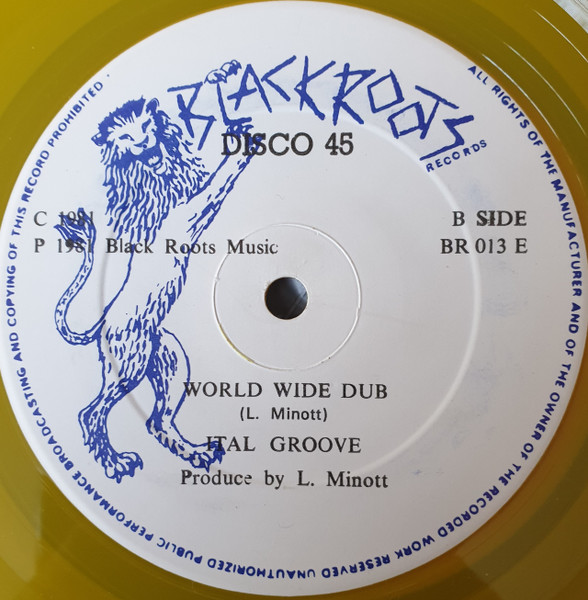 BLACKROOTS
RECORDS
DISCO 45
C 1981
P 1981 Black Roots Music
B SIDE
BR 013 E
WORLD WIDE DUB
(L. Minott)
ITAL GROOVE
Produce by L. Minott
ALL RIGHTS OF THE MANUFACTURER AND OF THE OWNER OF THE RECORDED WORK RESERVED UNAUTHORIZED PUBLIC PERFORMANCE BROADCASTING AND COPYING OF THIS RECORD PROHIBITED ·